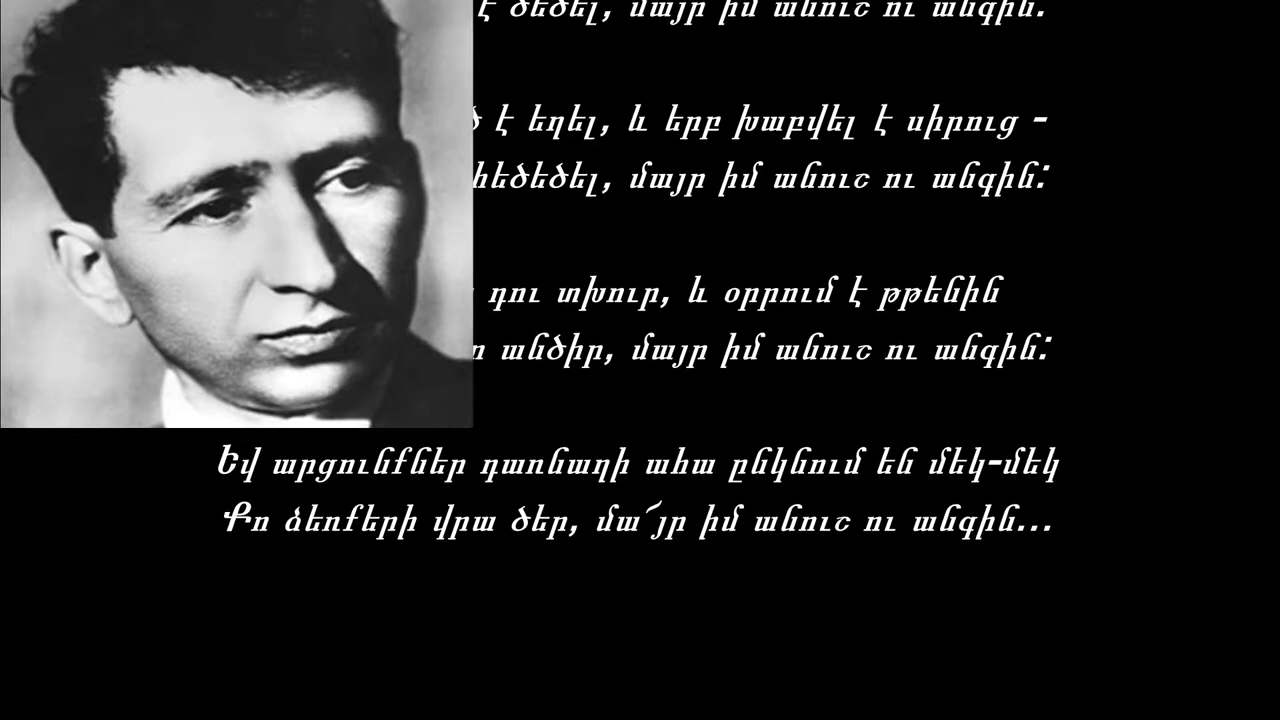 է ծեծել, մայր իմ անուշ ու անգին.
է եղել, և երբ խաբվել է սիրուց -
հեծեծել, մայր իմ անուշ ու անգին:
դու տխուր, և օրրում է թթենին
անծիր, մայր իմ անուշ ու անգին:
Եվ արցունքներ դառնաղի ահա ընկնում են մեկ-մեկ
Քո ձեռքերի վրա ծեր, մա՜յր իմ անուշ ու անգին...